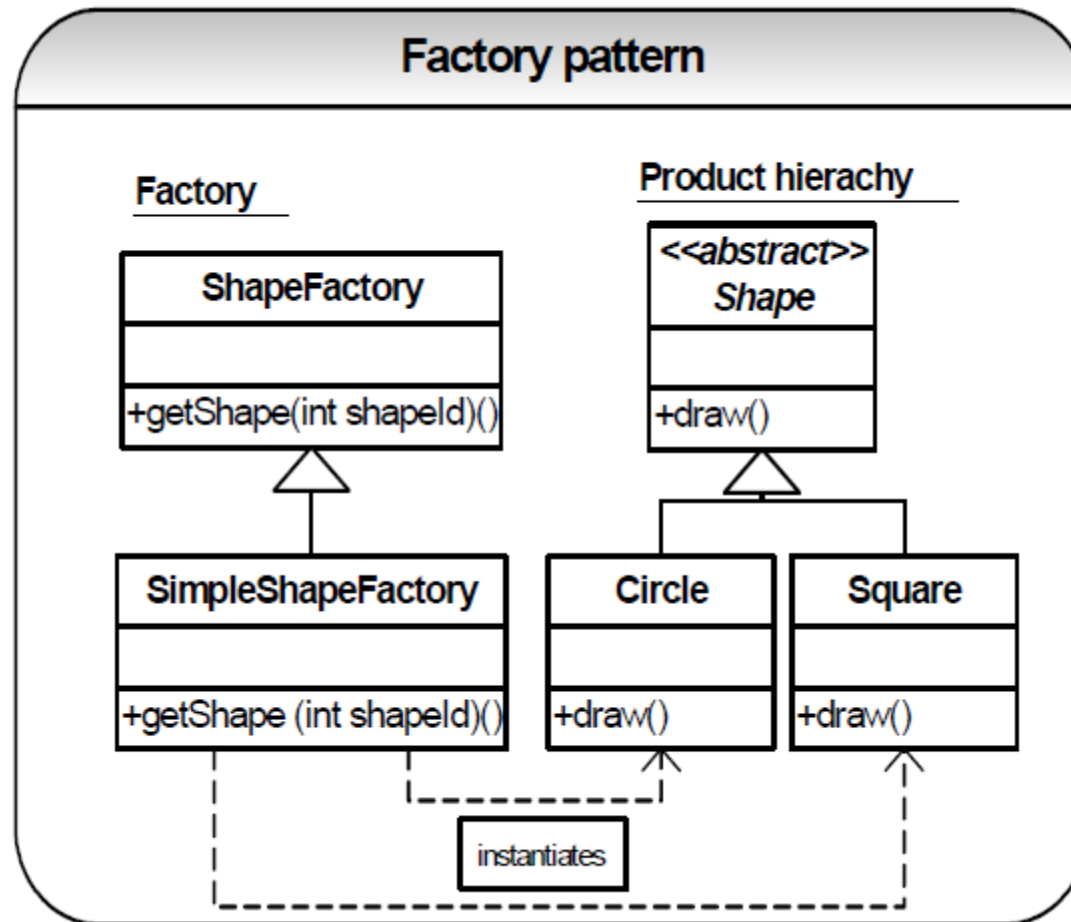 Factory pattern
Factory
Product hierachy
ShapeFactory
+getShape(int shapeId)()
<<abstract>>
Shape
+draw()
SimpleShapeFactory
+getShape (int shapeId)()
Circle
+draw()
Square
+draw()
instantiates